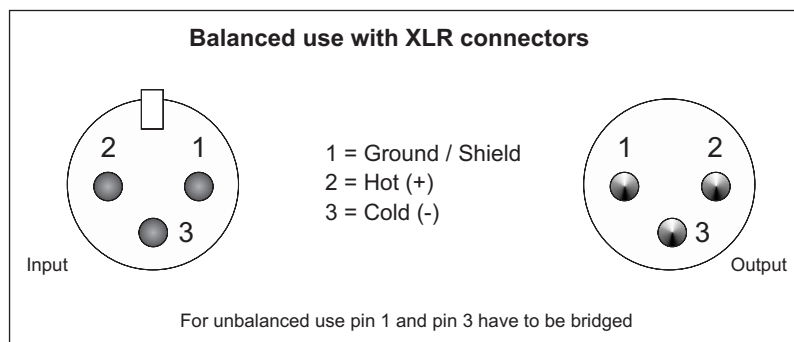 Balanced use with XLR connectors
2 1
3
Input
1 = Ground / Shield
2 = Hot (+)
3 = Cold (-)
1 2
3
Output
For unbalanced use pin 1 and pin 3 have to be bridged